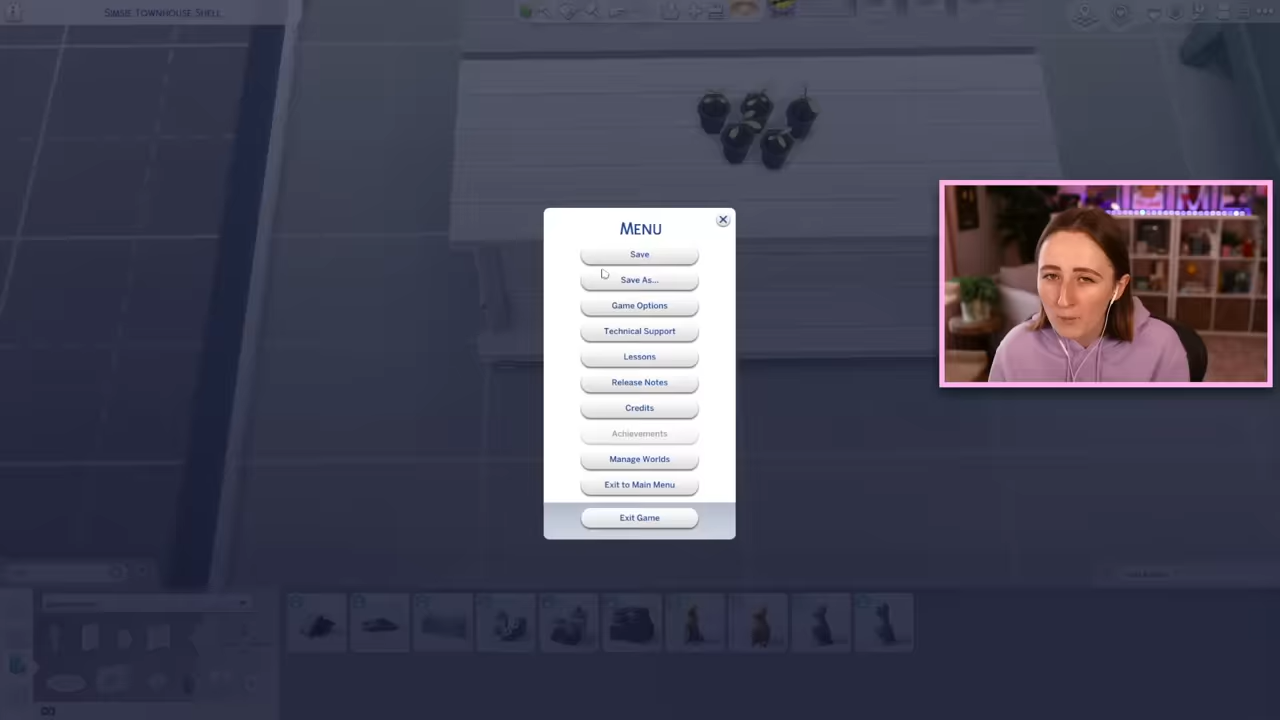 SIMSIE TOWNHOUSE SHELL
MENU
Save
Save As...
Game Options
Technical Support
Lessons
Release Notes
Credits
Achievements
Manage Worlds
Exit to Main Menu
Exit Game